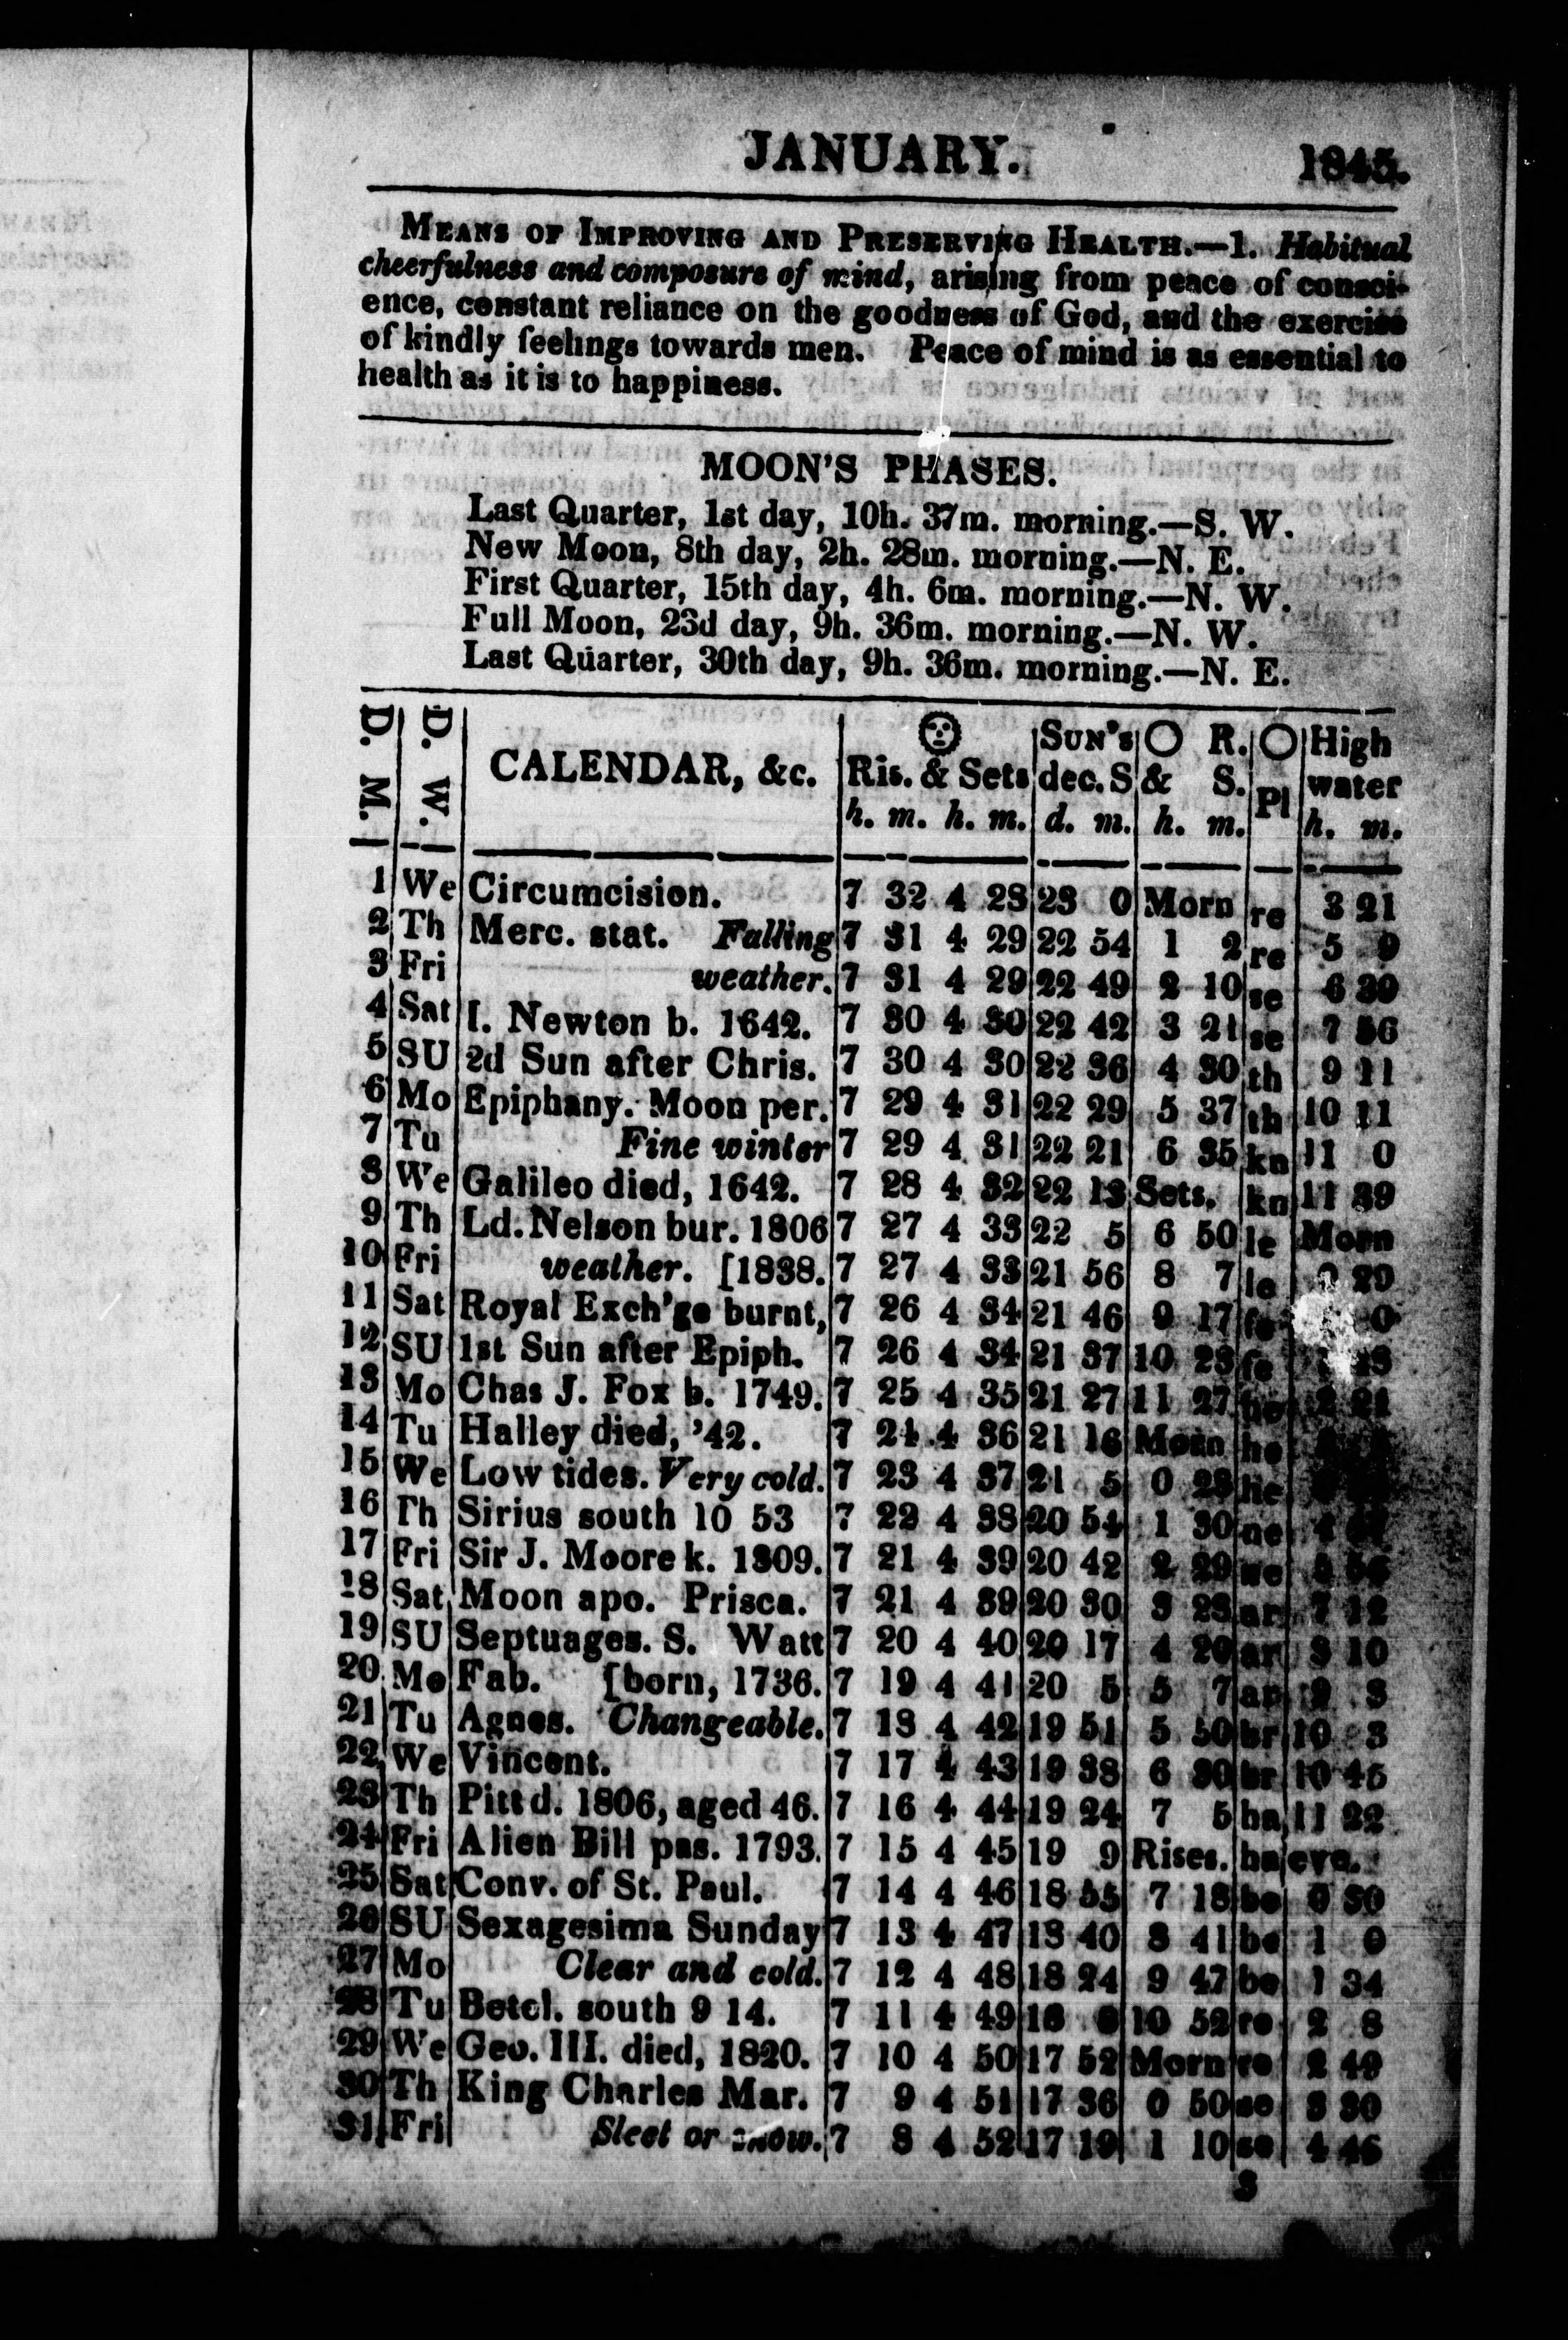 JANUARY. 1845.
MEANS OF IMPROVING AND PRESERVING HEALTH.—1. Habitual
cheerfulness and composure of mind, arising from peace of consci-
ence, constant reliance on the goodness of God, and the exercise
of kindly feelings towards men. Peace of mind is as essential to
health as it is to happiness.
MOON'S PHASES.
Last Quarter, 1st day, 10h. 37m. morning.—S. W.
New Moon, 8th day, 2h. 28m. morning.—N. E.
First Quarter, 15th day, 4h. 6m. morning.—N. W.
Full Moon, 23d day, 9h. 36m. morning.—N. W.
Last Quarter, 30th day, 9h. 36m. morning.—N. E.
D. M. D. W. CALENDAR, &c. Ris. & Sets SUN'S dec. S O R. & S. O Pl High water
h. m. h. m. d. m. h. m. h. m.
1 We Circumcision. 7 32 4 28 23 0 Morn re 3 21
2 Th Merc. stat. Falling 7 31 4 29 22 54 1 2 re 5 9
3 Fri weather. 7 31 4 29 22 49 2 10 se 6 39
4 Sat I. Newton b. 1642. 7 30 4 30 22 42 3 21 se 7 56
5 SU 2d Sun after Chris. 7 30 4 30 22 36 4 30 th 9 11
6 Mo Epiphany. Moon per. 7 29 4 31 22 29 5 37 th 10 11
7 Tu Fine winter 7 29 4 31 22 21 6 35 kn 11 0
8 We Galileo died, 1642. 7 28 4 32 22 13 Sets. kn 11 39
9 Th Ld. Nelson bur. 1806 7 27 4 33 22 5 6 50 le Morn
10 Fri weather. [1838. 7 27 4 33 21 56 8 7 le 29
11 Sat Royal Exch'ge burnt, 7 26 4 34 21 46 9 17 fe 0
12 SU 1st Sun after Epiph. 7 26 4 34 21 37 10 23 fe
13 Mo Chas J. Fox b. 1749. 7 25 4 35 21 27 11 27 he 2 21
14 Tu Halley died, '42. 7 24 4 36 21 16 Morn he
15 We Low tides. Very cold. 7 23 4 37 21 5 0 28 he
16 Th Sirius south 10 53 7 22 4 38 20 54 1 30 ne 4
17 Fri Sir J. Moore k. 1809. 7 21 4 39 20 42 2 29 ne 56
18 Sat Moon apo. Prisca. 7 21 4 39 20 30 3 23 ar 7 12
19 SU Septuages. S. Watt 7 20 4 40 20 17 4 20 ar 8 10
20 Mo Fab. [born, 1736. 7 19 4 41 20 5 5 7 ar 9 3
21 Tu Agnes. Changeable. 7 18 4 42 19 51 5 50 br 10 3
22 We Vincent. 7 17 4 43 19 38 6 30 br 10 45
23 Th Pitt d. 1806, aged 46. 7 16 4 44 19 24 7 5 ba 11 22
24 Fri Alien Bill pas. 1793. 7 15 4 45 19 9 Rises. ba eve.
25 Sat Conv. of St. Paul. 7 14 4 46 18 55 7 18 be 0 30
26 SU Sexagesima Sunday 7 13 4 47 18 40 8 41 be 1 0
27 Mo Clear and cold. 7 12 4 48 18 24 9 47 be 1 34
28 Tu Betel. south 9 14. 7 11 4 49 18 8 10 52 re 2 8
29 We Geo. III. died, 1820. 7 10 4 50 17 52 Morn re 2 49
30 Th King Charles Mar. 7 9 4 51 17 36 0 50 se 3 30
31 Fri Sleet or snow. 7 8 4 52 17 19 1 10 se 4 46
3